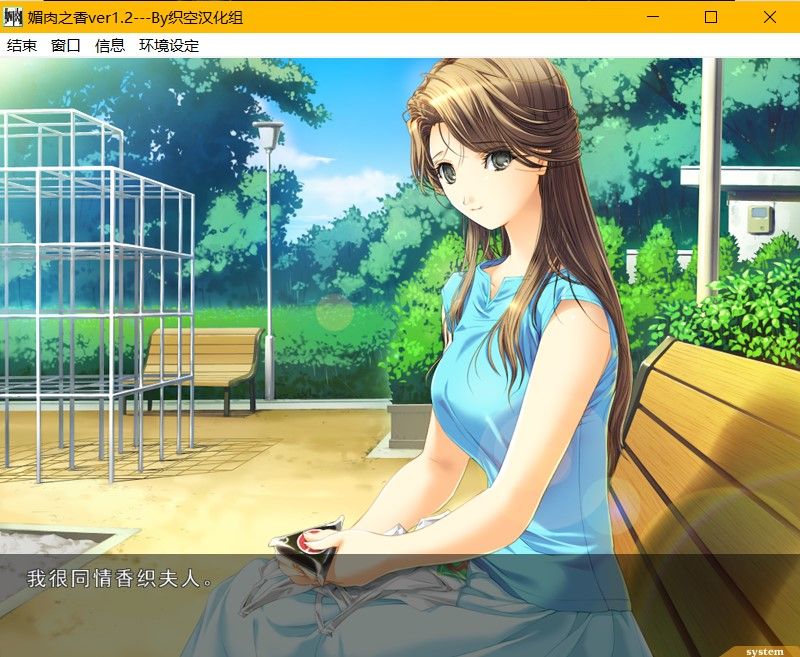 媚肉之香ver1.2---By织空汉化组
结束 窗口 信息 环境设定
我很同情香织夫人。
system